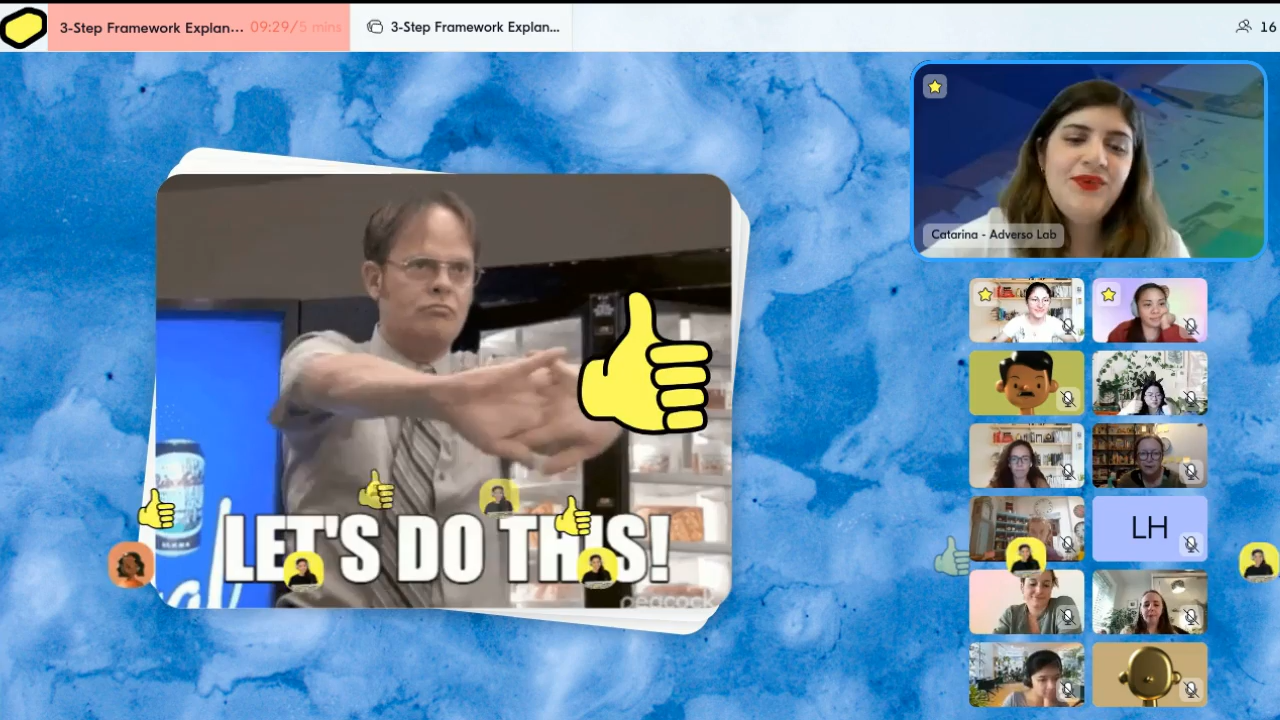 3-Step Framework Explan... 09:29/5 mins
3-Step Framework Explan...
16
Catarina - Adverso Lab
LET'S DO THIS!
peacock
LH